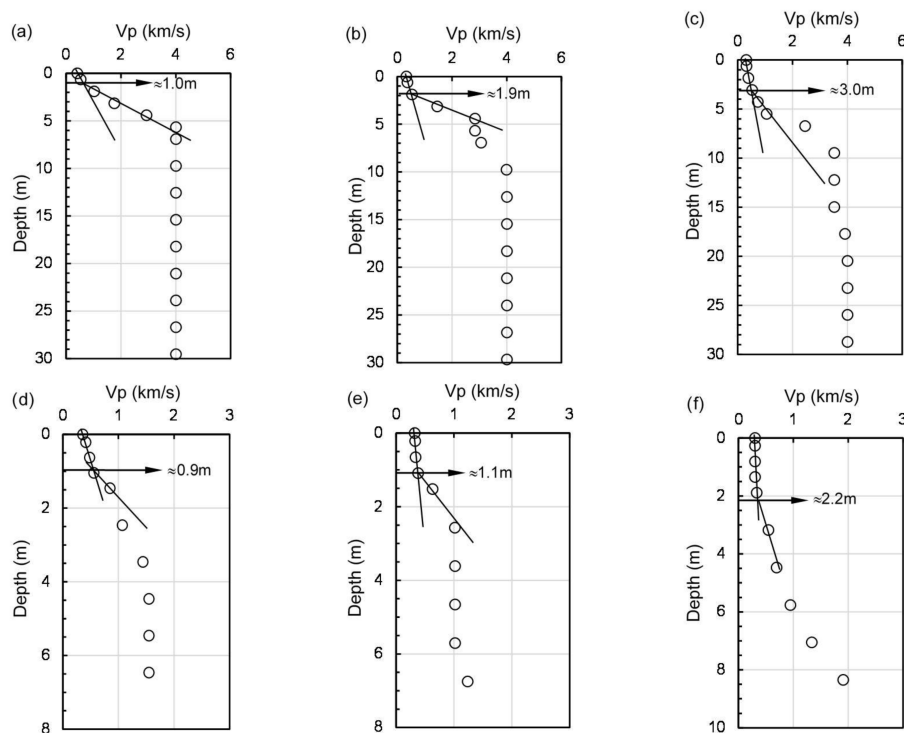 (a)
Vp (km/s)
0 2 4 6
0
5
10
15
20
25
30
Depth (m)
≈1.0m
(b)
Vp (km/s)
0 2 4 6
0
5
10
15
20
25
30
Depth (m)
≈1.9m
(c)
Vp (km/s)
0 2 4 6
0
5
10
15
20
25
30
Depth (m)
≈3.0m
(d)
Vp (km/s)
0 1 2 3
0
2
4
6
8
Depth (m)
≈0.9m
(e)
Vp (km/s)
0 1 2 3
0
2
4
6
8
Depth (m)
≈1.1m
(f)
Vp (km/s)
0 1 2 3
0
2
4
6
8
10
Depth (m)
≈2.2m